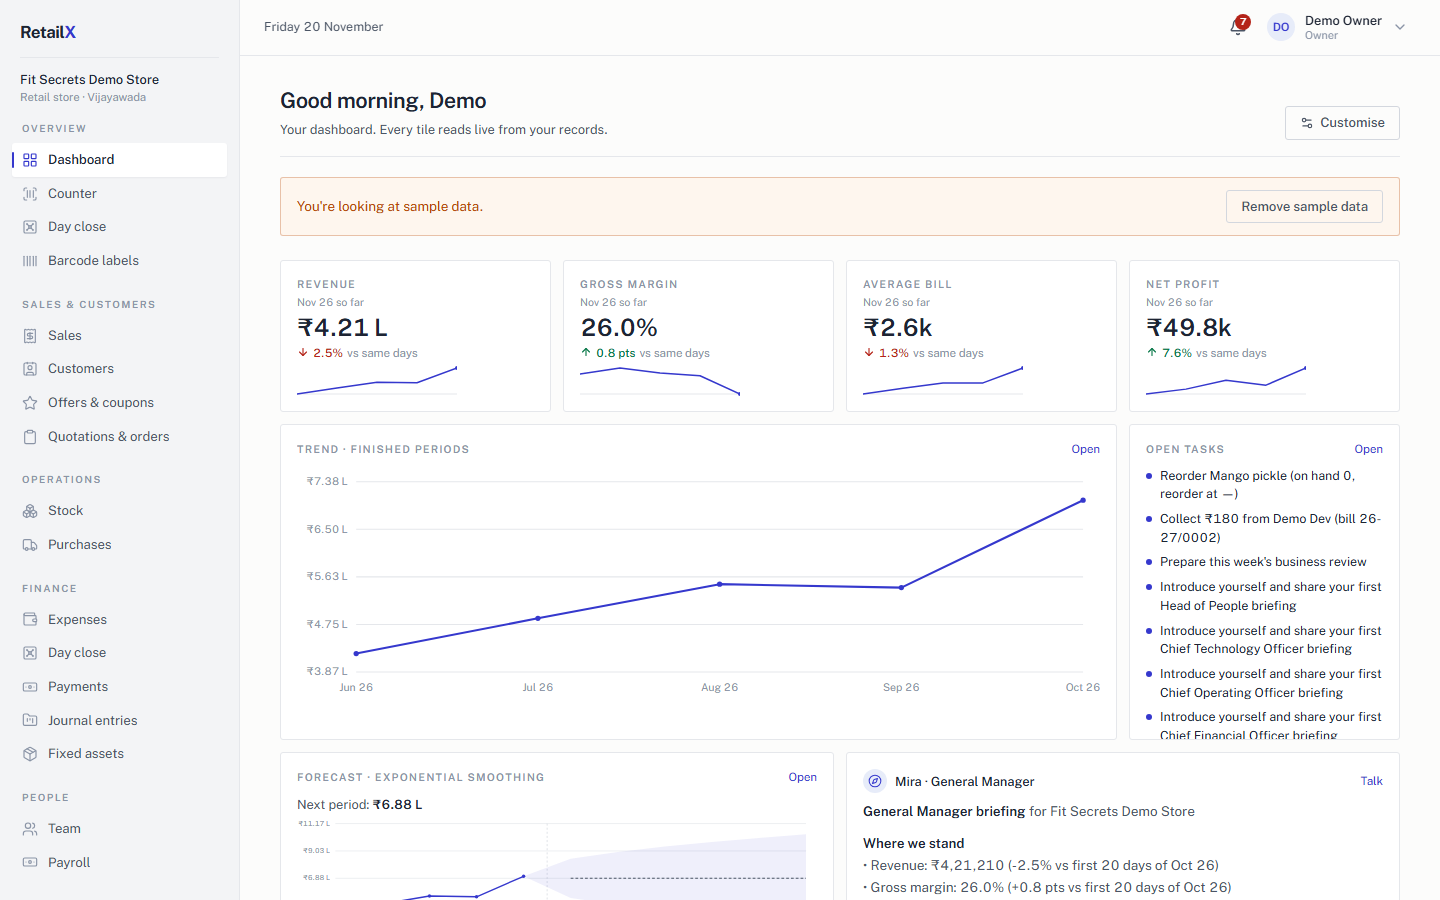 RetailX
Fit Secrets Demo Store
Retail store · Vijayawada
OVERVIEW
Dashboard
Counter
Day close
Barcode labels
SALES & CUSTOMERS
Sales
Customers
Offers & coupons
Quotations & orders
OPERATIONS
Stock
Purchases
FINANCE
Expenses
Day close
Payments
Journal entries
Fixed assets
PEOPLE
Team
Payroll
Friday 20 November
7
DO
Demo Owner
Owner
Good morning, Demo
Your dashboard. Every tile reads live from your records.
Customise
You're looking at sample data.
Remove sample data
REVENUE
Nov 26 so far
₹4.21 L
↓ 2.5% vs same days
GROSS MARGIN
Nov 26 so far
26.0%
↑ 0.8 pts vs same days
AVERAGE BILL
Nov 26 so far
₹2.6k
↓ 1.3% vs same days
NET PROFIT
Nov 26 so far
₹49.8k
↑ 7.6% vs same days
TREND · FINISHED PERIODS
Open
₹7.38 L
₹6.50 L
₹5.63 L
₹4.75 L
₹3.87 L
Jun 26
Jul 26
Aug 26
Sep 26
Oct 26
OPEN TASKS
Open
Reorder Mango pickle (on hand 0,
reorder at —)
Collect ₹180 from Demo Dev (bill 26-
27/0002)
Prepare this week's business review
Introduce yourself and share your first
Head of People briefing
Introduce yourself and share your first
Chief Technology Officer briefing
Introduce yourself and share your first
Chief Operating Officer briefing
Introduce yourself and share your first
Chief Financial Officer briefing
FORECAST · EXPONENTIAL SMOOTHING
Open
Next period: ₹6.88 L
₹11.17 L
₹9.03 L
₹6.88 L
Mira · General Manager
Talk
General Manager briefing for Fit Secrets Demo Store
Where we stand
• Revenue: ₹4,21,210 (-2.5% vs first 20 days of Oct 26)
• Gross margin: 26.0% (+0.8 pts vs first 20 days of Oct 26)